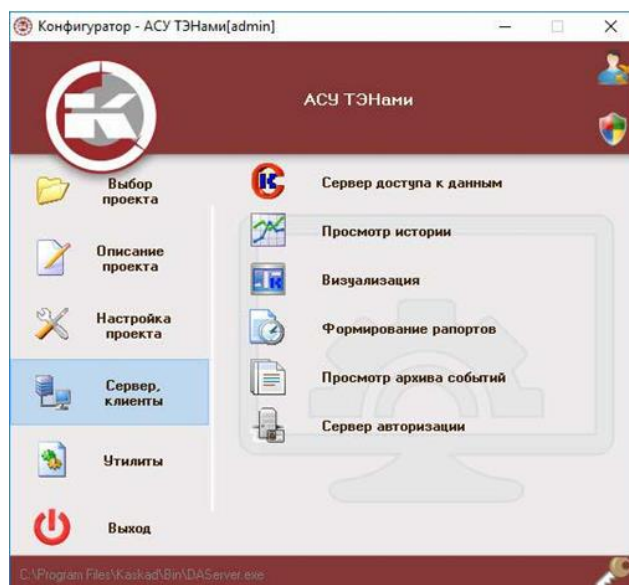 Конфигуратор - АСУ ТЭНами[admin]
АСУ ТЭНами
Выбор
проекта
Описание
проекта
Настройка
проекта
Сервер,
клиенты
Утилиты
Выход
Сервер доступа к данным
Просмотр истории
Визуализация
Формирование рапортов
Просмотр архива событий
Сервер авторизации
C:\Program Files\Kaskad\Bin\DAServer.exe